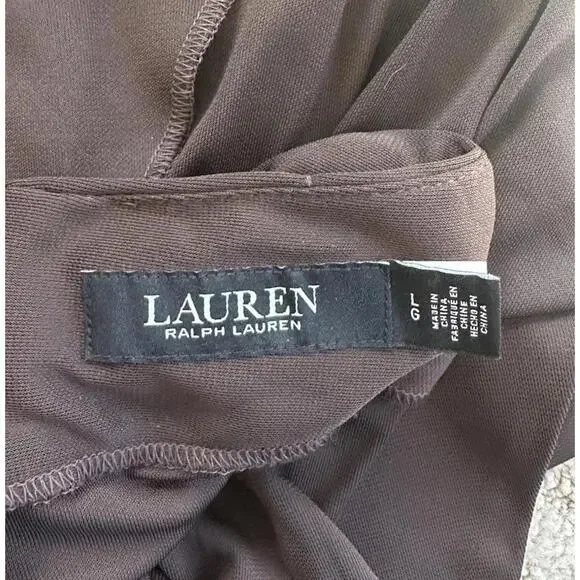 LAUREN
RALPH LAUREN
L
G
MADE IN
CHINA
FABRIQUÉ EN
CHINE
HECHO EN
CHINA